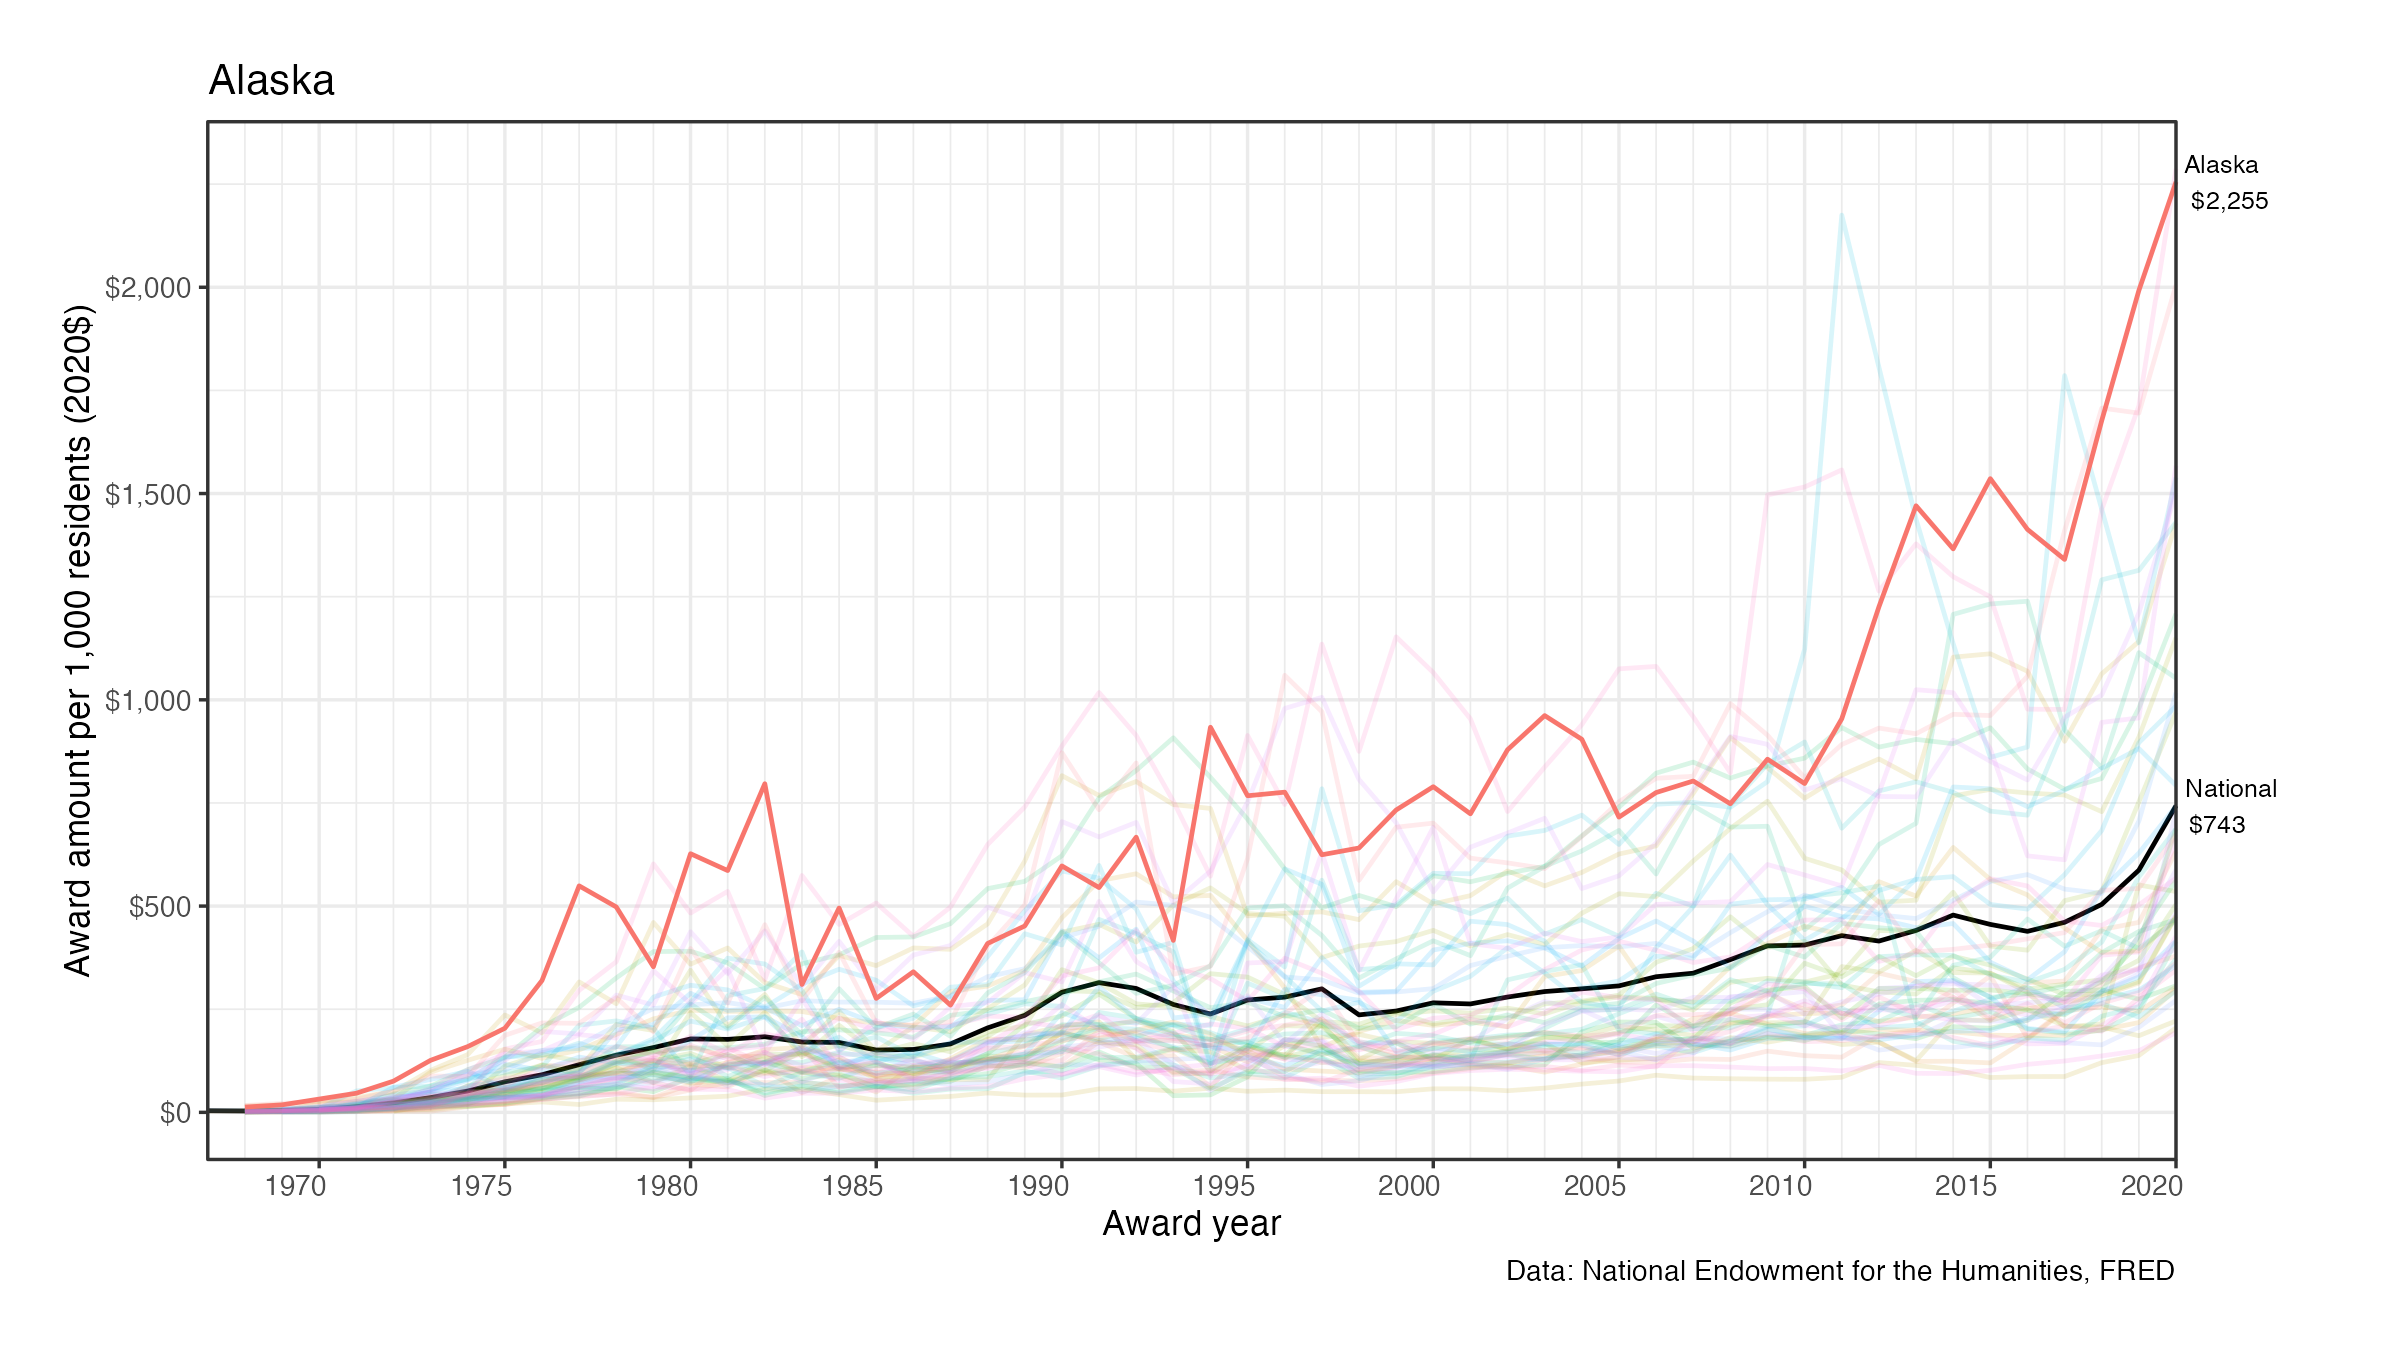 Alaska
Alaska
$2,255
$2,000
$1,500
$1,000
National
$743
$500
$0
Award amount per 1,000 residents (2020$)
1970 1975 1980 1985 1990 1995 2000 2005 2010 2015 2020
Award year
Data: National Endowment for the Humanities, FRED